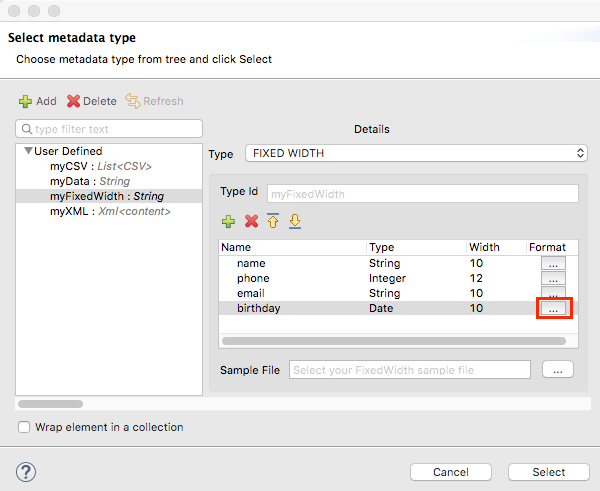 Select metadata type
Choose metadata type from tree and click Select
Add Delete Refresh
type filter text
Details
User Defined
myCSV : List<CSV>
myData : String
myFixedWidth : String
myXML : Xml<content>
Type FIXED WIDTH
Type Id myFixedWidth
Name Type Width Format
name String 10 ...
phone Integer 12 ...
email String 10 ...
birthday Date 10 ...
Sample File Select your FixedWidth sample file ...
Wrap element in a collection
? Cancel Select